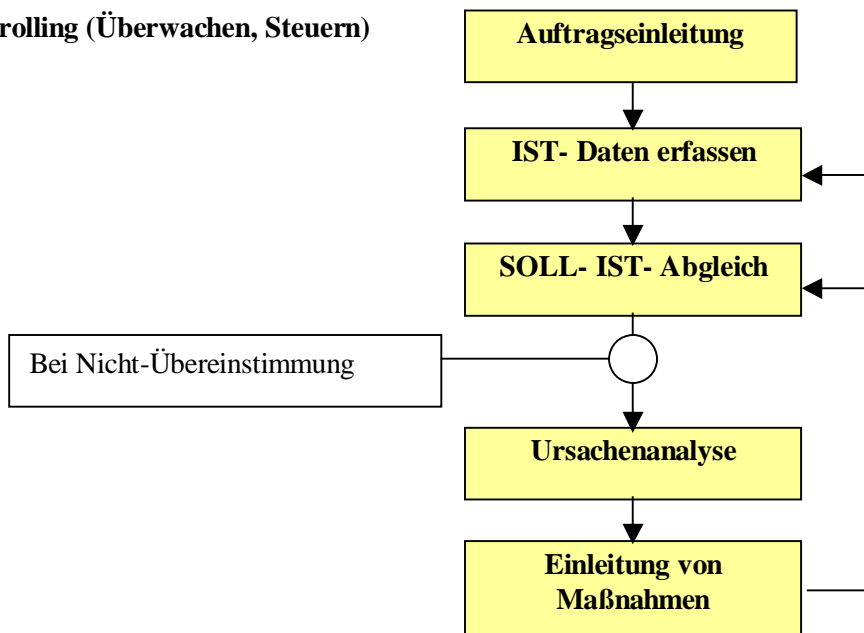 rolling (Überwachen, Steuern)
Auftragseinleitung
IST- Daten erfassen
SOLL- IST- Abgleich
Bei Nicht-Übereinstimmung
Ursachenanalyse
Einleitung von
Maßnahmen